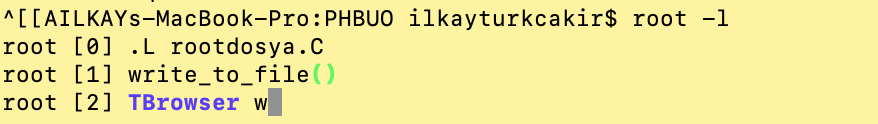 ^[[AILKAYs-MacBook-Pro:PHBUO ilkayturkcakir$ root -l
root [0] .L rootdosya.C
root [1] write_to_file()
root [2] TBrowser w